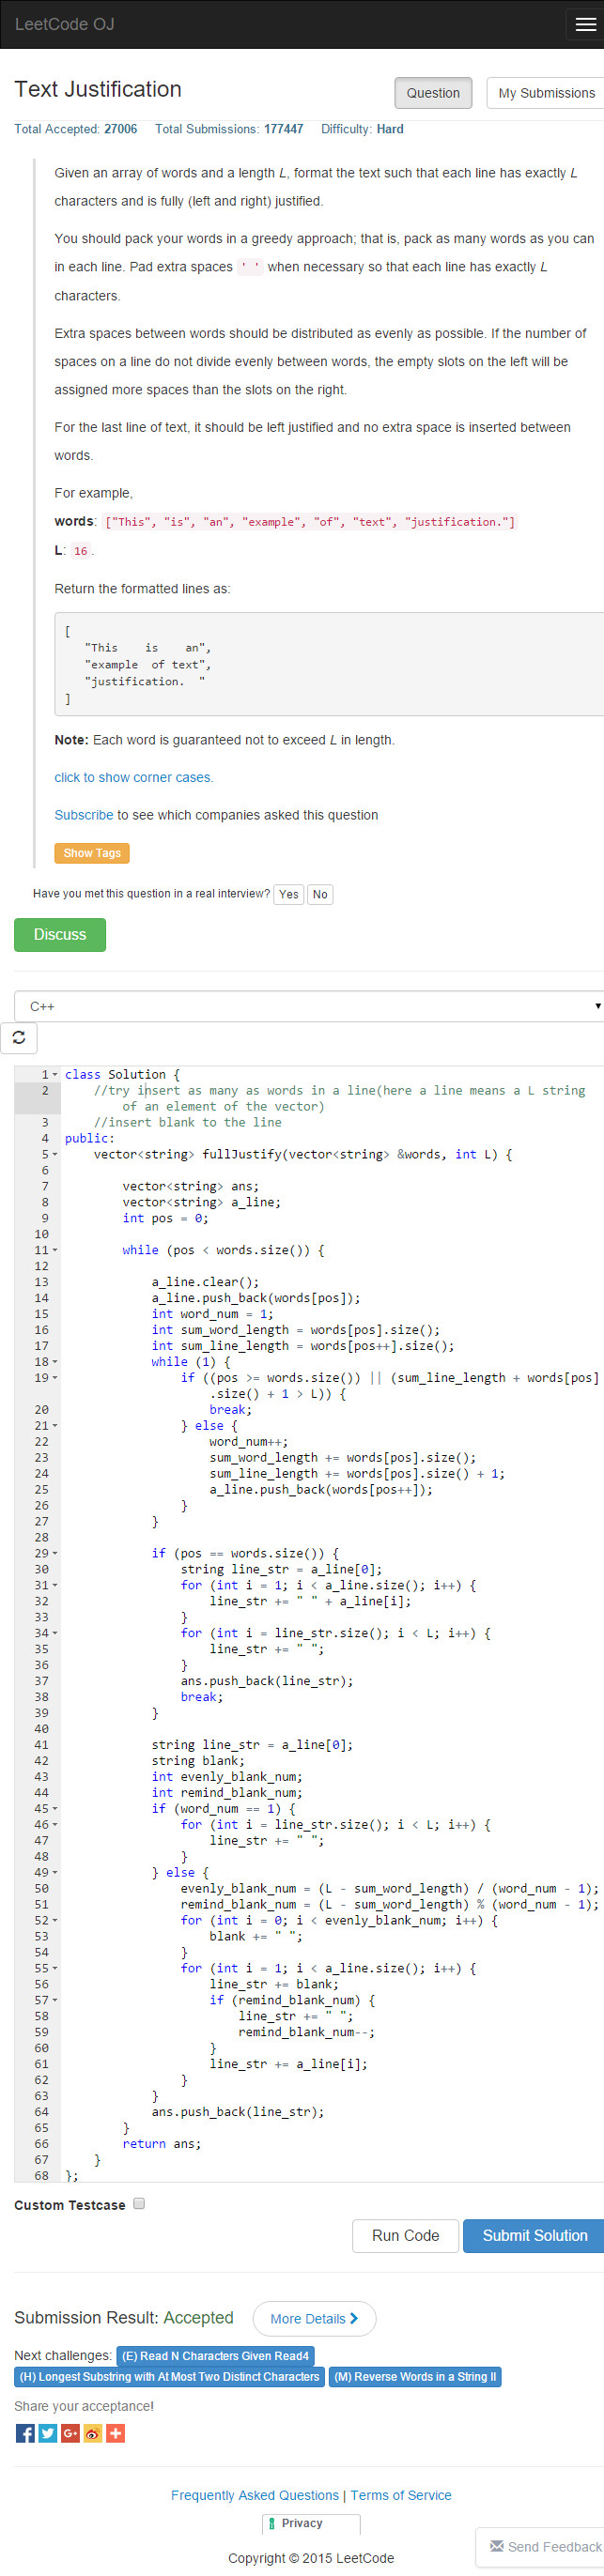 LeetCode OJ
Text Justification
Question
My Submissions
Total Accepted: 27006 Total Submissions: 177447 Difficulty: Hard
Given an array of words and a length L, format the text such that each line has exactly L
characters and is fully (left and right) justified.
You should pack your words in a greedy approach; that is, pack as many words as you can
in each line. Pad extra spaces ' ' when necessary so that each line has exactly L
characters.
Extra spaces between words should be distributed as evenly as possible. If the number of
spaces on a line do not divide evenly between words, the empty slots on the left will be
assigned more spaces than the slots on the right.
For the last line of text, it should be left justified and no extra space is inserted between
words.
For example,
words: ["This", "is", "an", "example", "of", "text", "justification."]
L: 16.
Return the formatted lines as:
[
   "This    is    an",
   "example  of text",
   "justification.  "
]
Note: Each word is guaranteed not to exceed L in length.
click to show corner cases.
Subscribe to see which companies asked this question
Show Tags
Have you met this question in a real interview? Yes No
Discuss
C++
1 class Solution {
2     //try insert as many as words in a line(here a line means a L string
        of an element of the vector)
3     //insert blank to the line
4 public:
5     vector<string> fullJustify(vector<string> &words, int L) {
6
7         vector<string> ans;
8         vector<string> a_line;
9         int pos = 0;
10
11         while (pos < words.size()) {
12
13             a_line.clear();
14             a_line.push_back(words[pos]);
15             int word_num = 1;
16             int sum_word_length = words[pos].size();
17             int sum_line_length = words[pos++].size();
18             while (1) {
19                 if ((pos >= words.size()) || (sum_line_length + words[pos]
                    .size() + 1 > L)) {
20                     break;
21                 } else {
22                     word_num++;
23                     sum_word_length += words[pos].size();
24                     sum_line_length += words[pos].size() + 1;
25                     a_line.push_back(words[pos++]);
26                 }
27             }
28
29             if (pos == words.size()) {
30                 string line_str = a_line[0];
31                 for (int i = 1; i < a_line.size(); i++) {
32                     line_str += " " + a_line[i];
33                 }
34                 for (int i = line_str.size(); i < L; i++) {
35                     line_str += " ";
36                 }
37                 ans.push_back(line_str);
38                 break;
39             }
40
41             string line_str = a_line[0];
42             string blank;
43             int evenly_blank_num;
44             int remind_blank_num;
45             if (word_num == 1) {
46                 for (int i = line_str.size(); i < L; i++) {
47                     line_str += " ";
48                 }
49             } else {
50                 evenly_blank_num = (L - sum_word_length) / (word_num - 1);
51                 remind_blank_num = (L - sum_word_length) % (word_num - 1);
52                 for (int i = 0; i < evenly_blank_num; i++) {
53                     blank += " ";
54                 }
55                 for (int i = 1; i < a_line.size(); i++) {
56                     line_str += blank;
57                     if (remind_blank_num) {
58                         line_str += " ";
59                         remind_blank_num--;
60                     }
61                     line_str += a_line[i];
62                 }
63             }
64             ans.push_back(line_str);
65         }
66         return ans;
67     }
68 };
Custom Testcase
Run Code
Submit Solution
Submission Result: Accepted More Details
Next challenges: (E) Read N Characters Given Read4
(H) Longest Substring with At Most Two Distinct Characters (M) Reverse Words in a String II
Share your acceptance!
Frequently Asked Questions | Terms of Service
Privacy
Copyright © 2015 LeetCode
Send Feedback